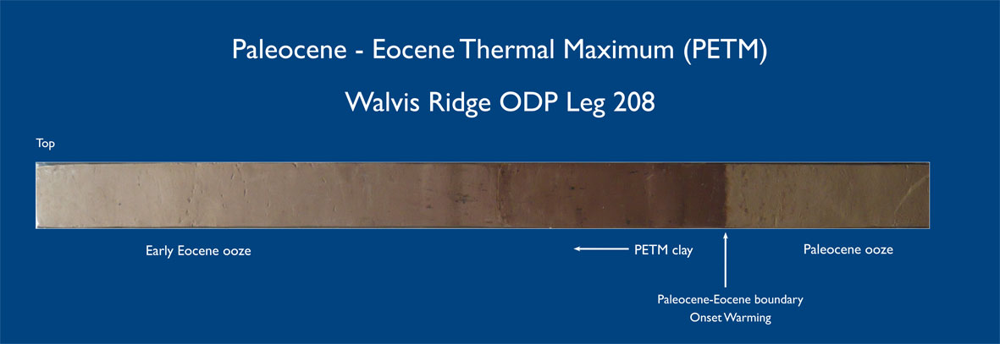 Paleocene - Eocene Thermal Maximum (PETM)
Walvis Ridge ODP Leg 208
Top
Early Eocene ooze
PETM clay
Paleocene ooze
Paleocene-Eocene boundary
Onset Warming